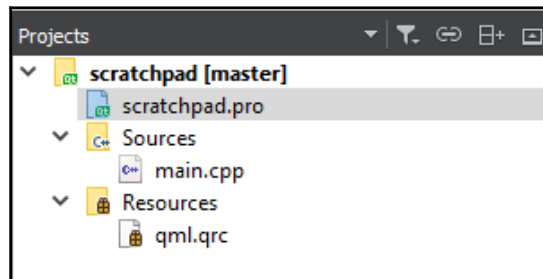 Projects
scratchpad [master]
scratchpad.pro
Sources
main.cpp
Resources
qml.qrc